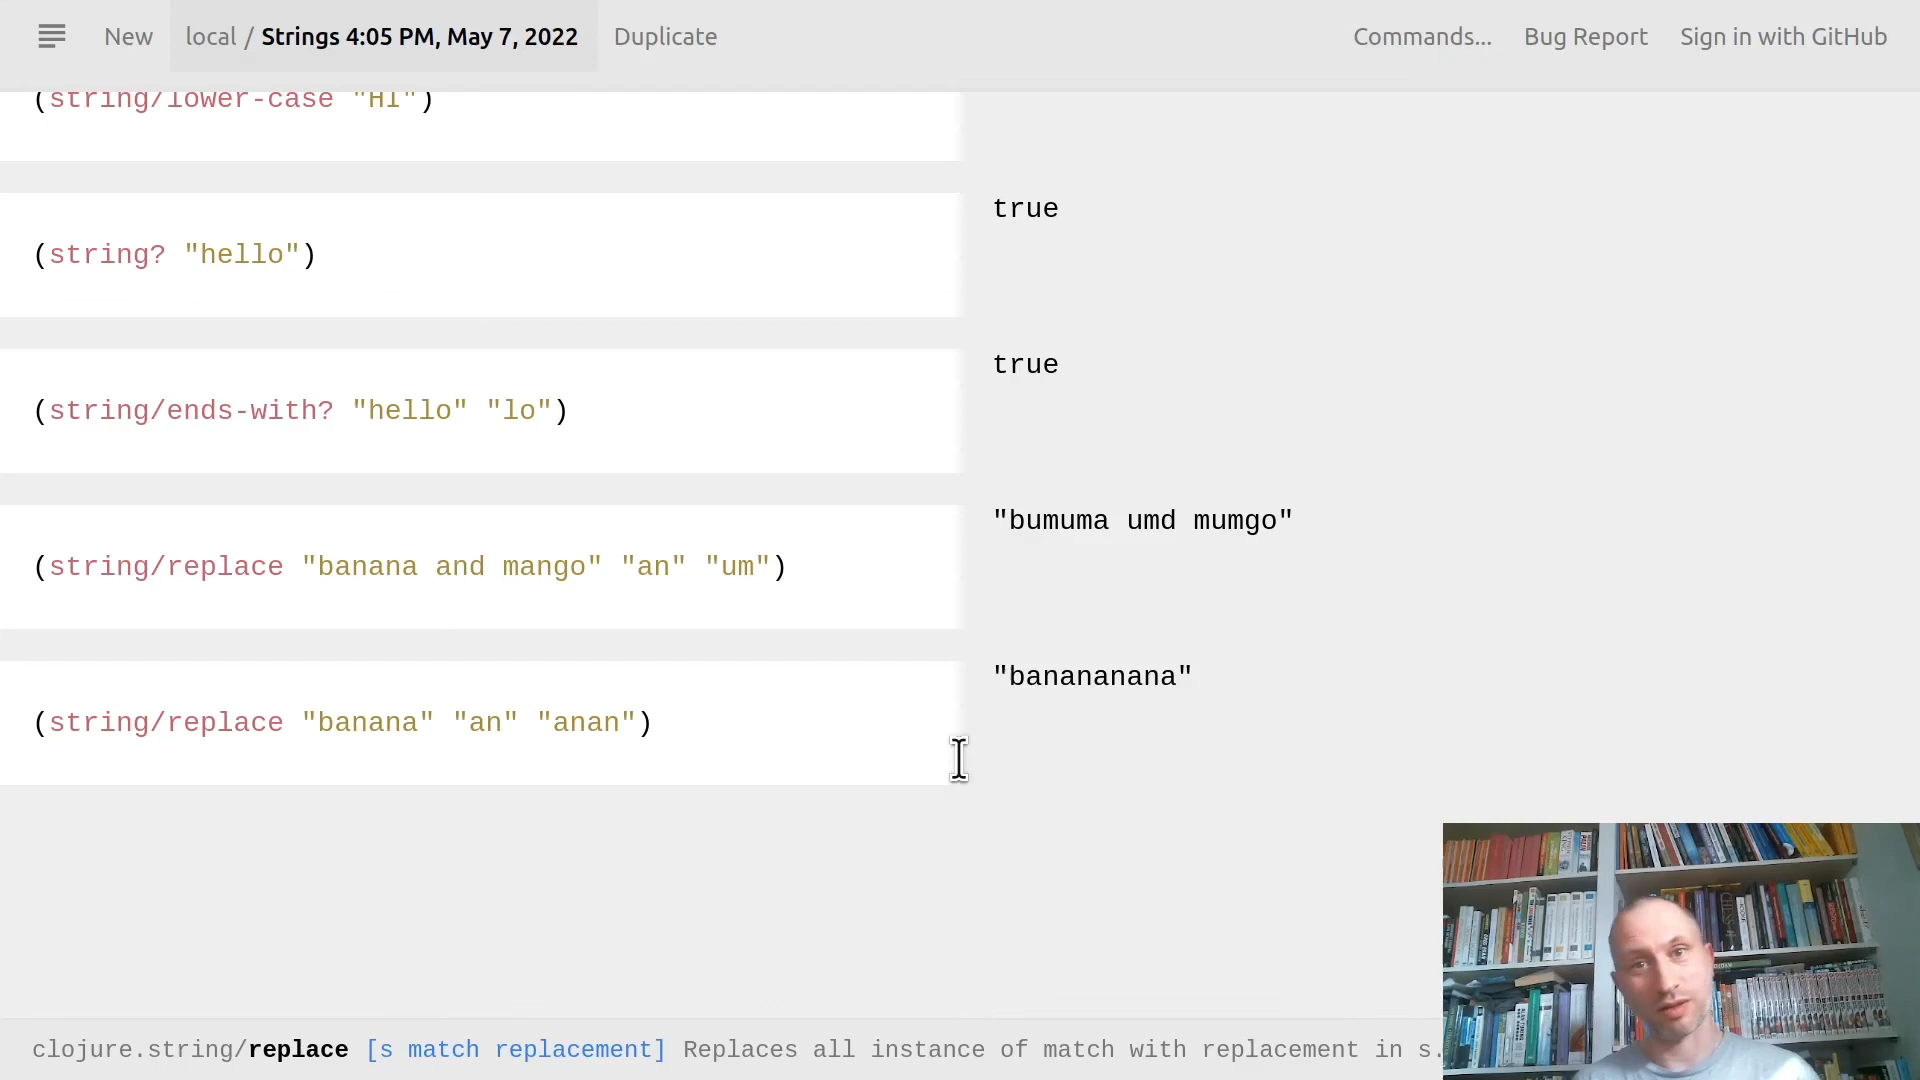 New local / Strings 4:05 PM, May 7, 2022 Duplicate Commands... Bug Report Sign in with GitHub
(string/lower-case "HI")
true
(string? "hello")
true
(string/ends-with? "hello" "lo")
"bumuma umd mumgo"
(string/replace "banana and mango" "an" "um")
"banananana"
(string/replace "banana" "an" "anan")
clojure.string/replace [s match replacement] Replaces all instance of match with replacement in s.